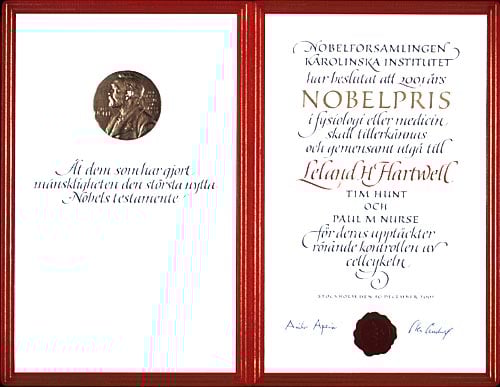 Åt dem som har gjort
mänskligheten den största nytta
Nobels testamente
NOBELFÖRSAMLINGEN
KAROLINSKA INSTITUTET
har beslutat att 2001 års
NOBELPRIS
i fysiologi eller medicin
skall tillerkännas
och gemensamt utgå till
Leland H Hartwell
TIM HUNT
OCH
PAUL M NURSE
för deras upptäckter
rörande kontrollen av
cellcykeln
STOCKHOLM DEN 10 DECEMBER 2001